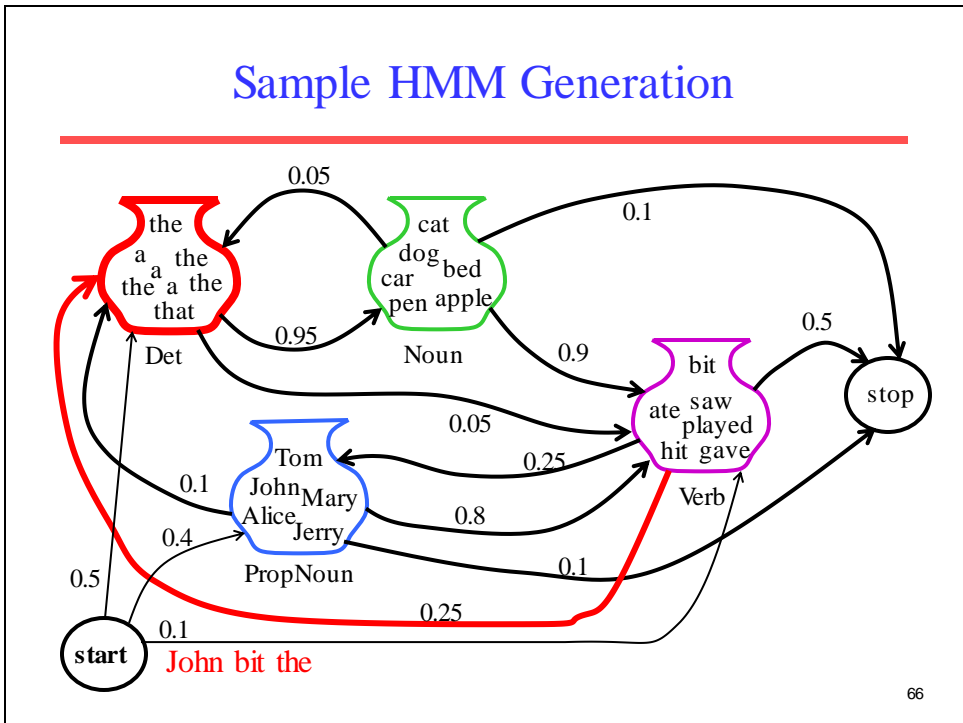 Sample HMM Generation
0.05
the
a
the
a
the
a
the
that
Det
0.95
cat
dog
bed
car
pen
apple
Noun
0.1
0.9
0.5
bit
ate
saw
played
hit
gave
Verb
stop
0.05
0.25
Tom
John
Mary
Alice
Jerry
PropNoun
0.1
0.8
0.4
0.1
0.5
0.25
0.1
start
John bit the
66